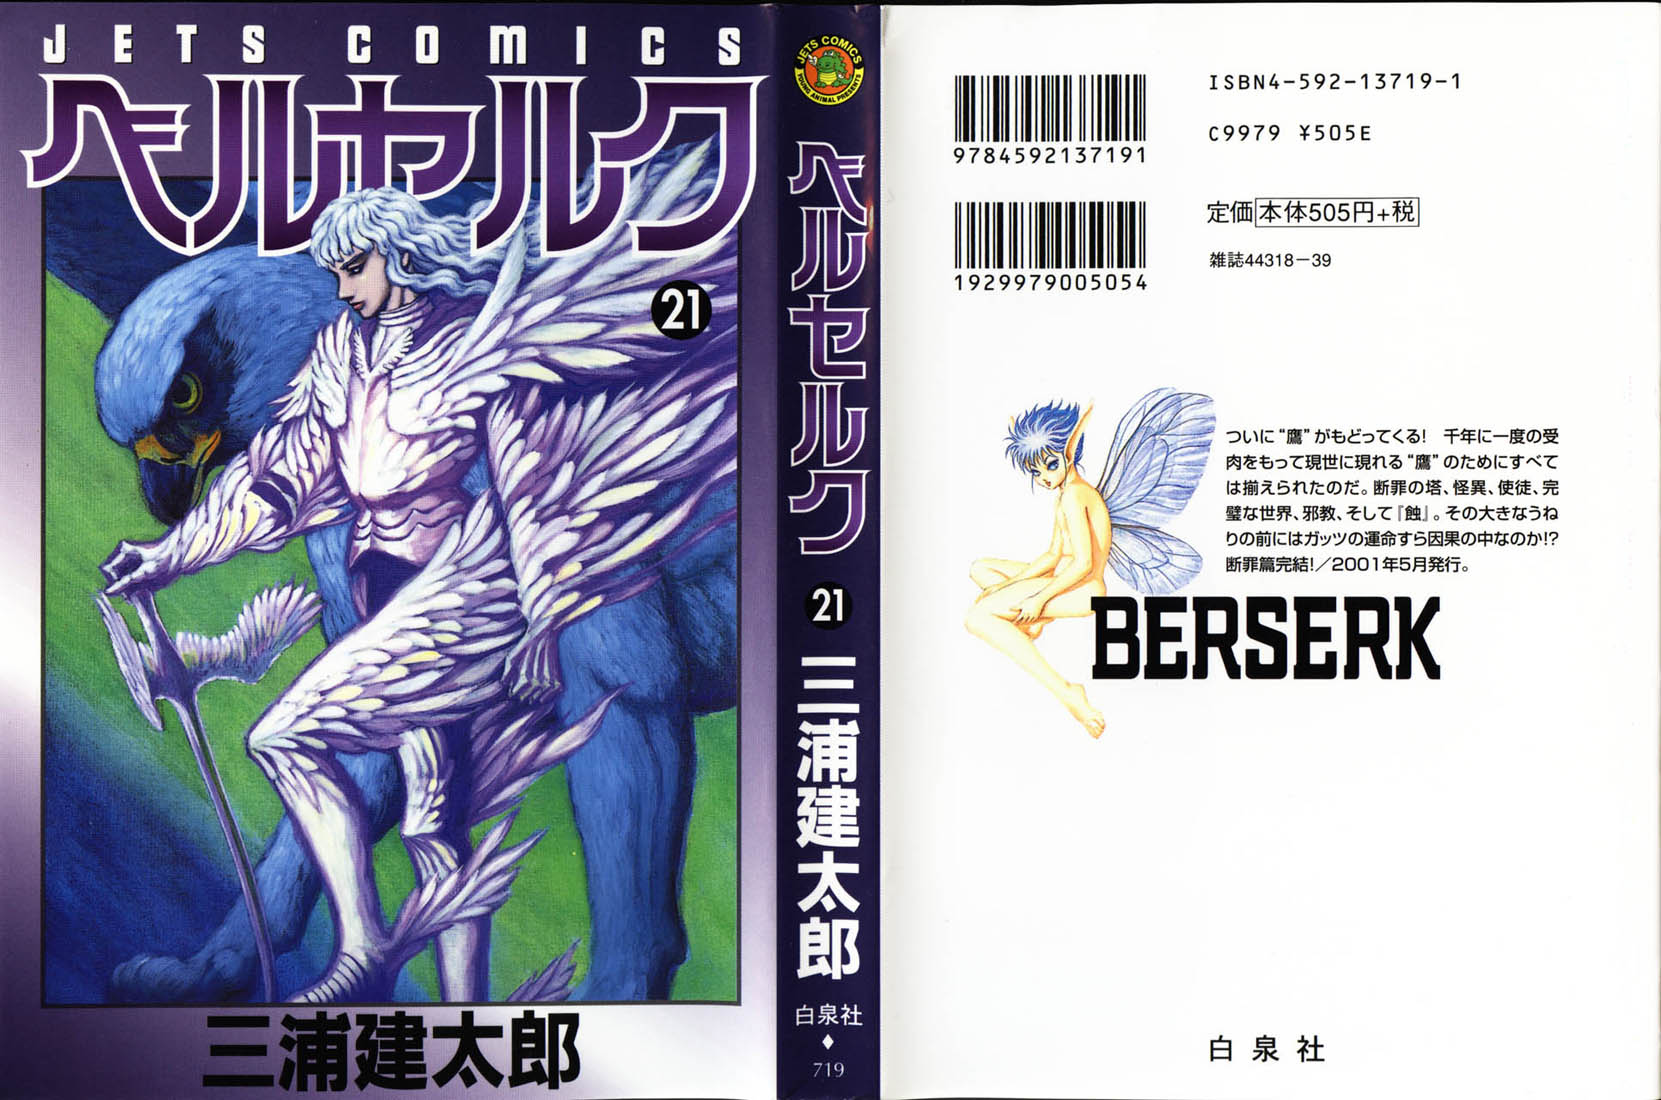 JETS COMICS
ベルセルク
21
三浦建太郎
JETS COMICS
YOUNG ANIMAL PRESENTS
ベルセルク
21
三浦建太郎
白泉社
719
9784592137191
1929979005054
ISBN4-592-13719-1
C9979 ¥505E
定価本体505円+税
雑誌44318-39
ついに“鷹”がもどってくる! 千年に一度の受
肉をもって現世に現れる“鷹”のためにすべて
は揃えられたのだ。断罪の塔、怪異、使徒、完
璧な世界、邪教、そして『蝕』。その大きなうね
りの前にはガッツの運命すら因果の中なのか!?
断罪篇完結!/2001年5月発行。
BERSERK
白泉社